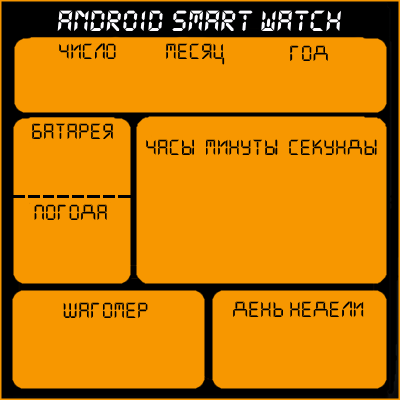 ANDROID SMART WATCH
ЧИСЛО МЕСЯЦ ГОД
БАТАРЕЯ
ЧАСЫ МИНУТЫ СЕКУНДЫ
ПОГОДА
ШАГОМЕР
ДЕНЬ НЕДЕЛИ